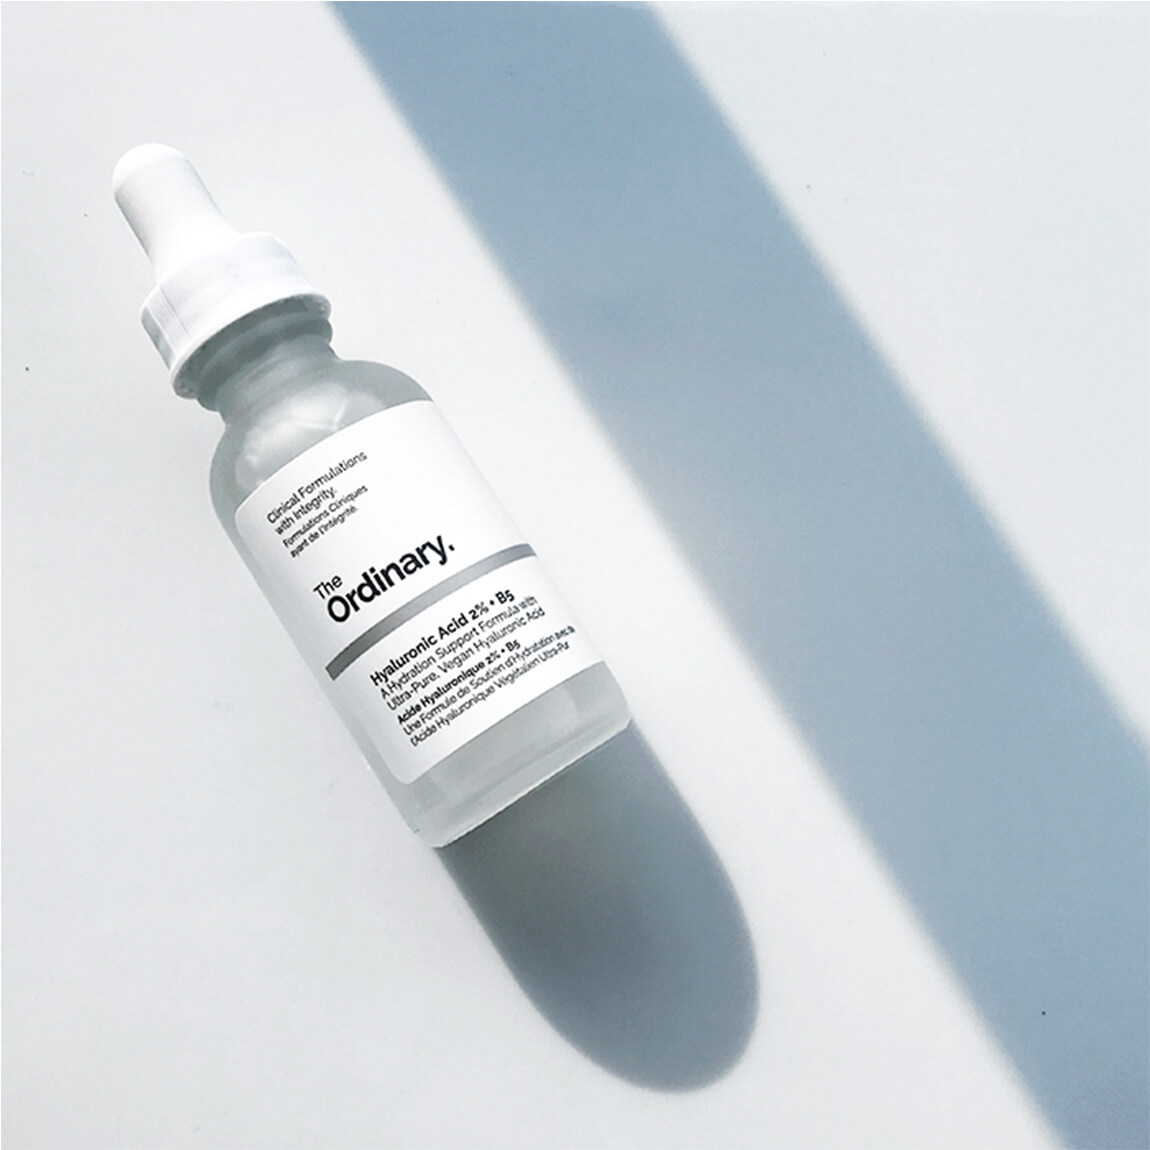 Clinical Formulations
with Integrity.
Formulations Cliniques
ayant de l'intégrité.
The
Ordinary.
Hyaluronic Acid 2% + B5
A Hydration Support Formula with
Ultra-Pure, Vegan Hyaluronic Acid
Acide Hyaluronique 2% + B5
Une Formule de Soutien d'Hydratation avec de
l'Acide Hyaluronique Végétalien Ultra-Pur